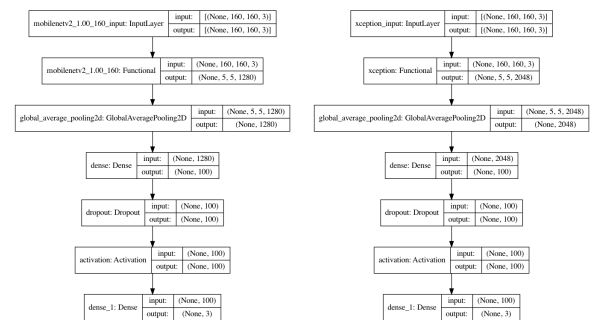 mobilenetv2_1.00_160_input: InputLayer
input: [(None, 160, 160, 3)]
output: [(None, 160, 160, 3)]
mobilenetv2_1.00_160: Functional
input: (None, 160, 160, 3)
output: (None, 5, 5, 1280)
global_average_pooling2d: GlobalAveragePooling2D
input: (None, 5, 5, 1280)
output: (None, 1280)
dense: Dense
input: (None, 1280)
output: (None, 100)
dropout: Dropout
input: (None, 100)
output: (None, 100)
activation: Activation
input: (None, 100)
output: (None, 100)
dense_1: Dense
input: (None, 100)
output: (None, 3)
xception_input: InputLayer
input: [(None, 160, 160, 3)]
output: [(None, 160, 160, 3)]
xception: Functional
input: (None, 160, 160, 3)
output: (None, 5, 5, 2048)
global_average_pooling2d: GlobalAveragePooling2D
input: (None, 5, 5, 2048)
output: (None, 2048)
dense: Dense
input: (None, 2048)
output: (None, 100)
dropout: Dropout
input: (None, 100)
output: (None, 100)
activation: Activation
input: (None, 100)
output: (None, 100)
dense_1: Dense
input: (None, 100)
output: (None, 3)